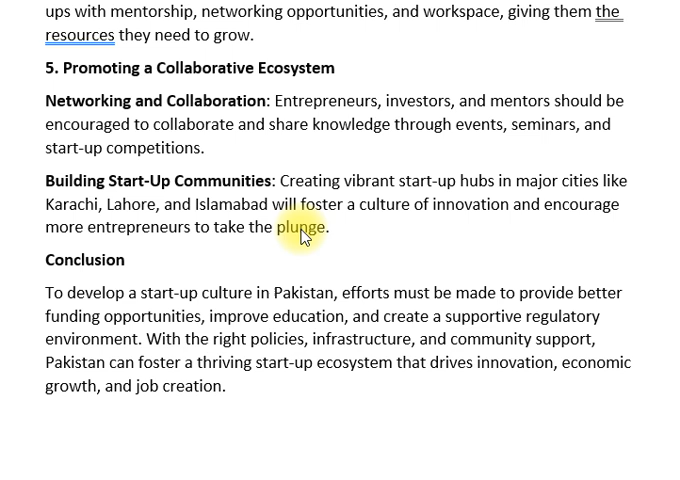 ups with mentorship, networking opportunities, and workspace, giving them the
resources they need to grow.
5. Promoting a Collaborative Ecosystem
Networking and Collaboration: Entrepreneurs, investors, and mentors should be
encouraged to collaborate and share knowledge through events, seminars, and
start-up competitions.
Building Start-Up Communities: Creating vibrant start-up hubs in major cities like
Karachi, Lahore, and Islamabad will foster a culture of innovation and encourage
more entrepreneurs to take the plunge.
Conclusion
To develop a start-up culture in Pakistan, efforts must be made to provide better
funding opportunities, improve education, and create a supportive regulatory
environment. With the right policies, infrastructure, and community support,
Pakistan can foster a thriving start-up ecosystem that drives innovation, economic
growth, and job creation.